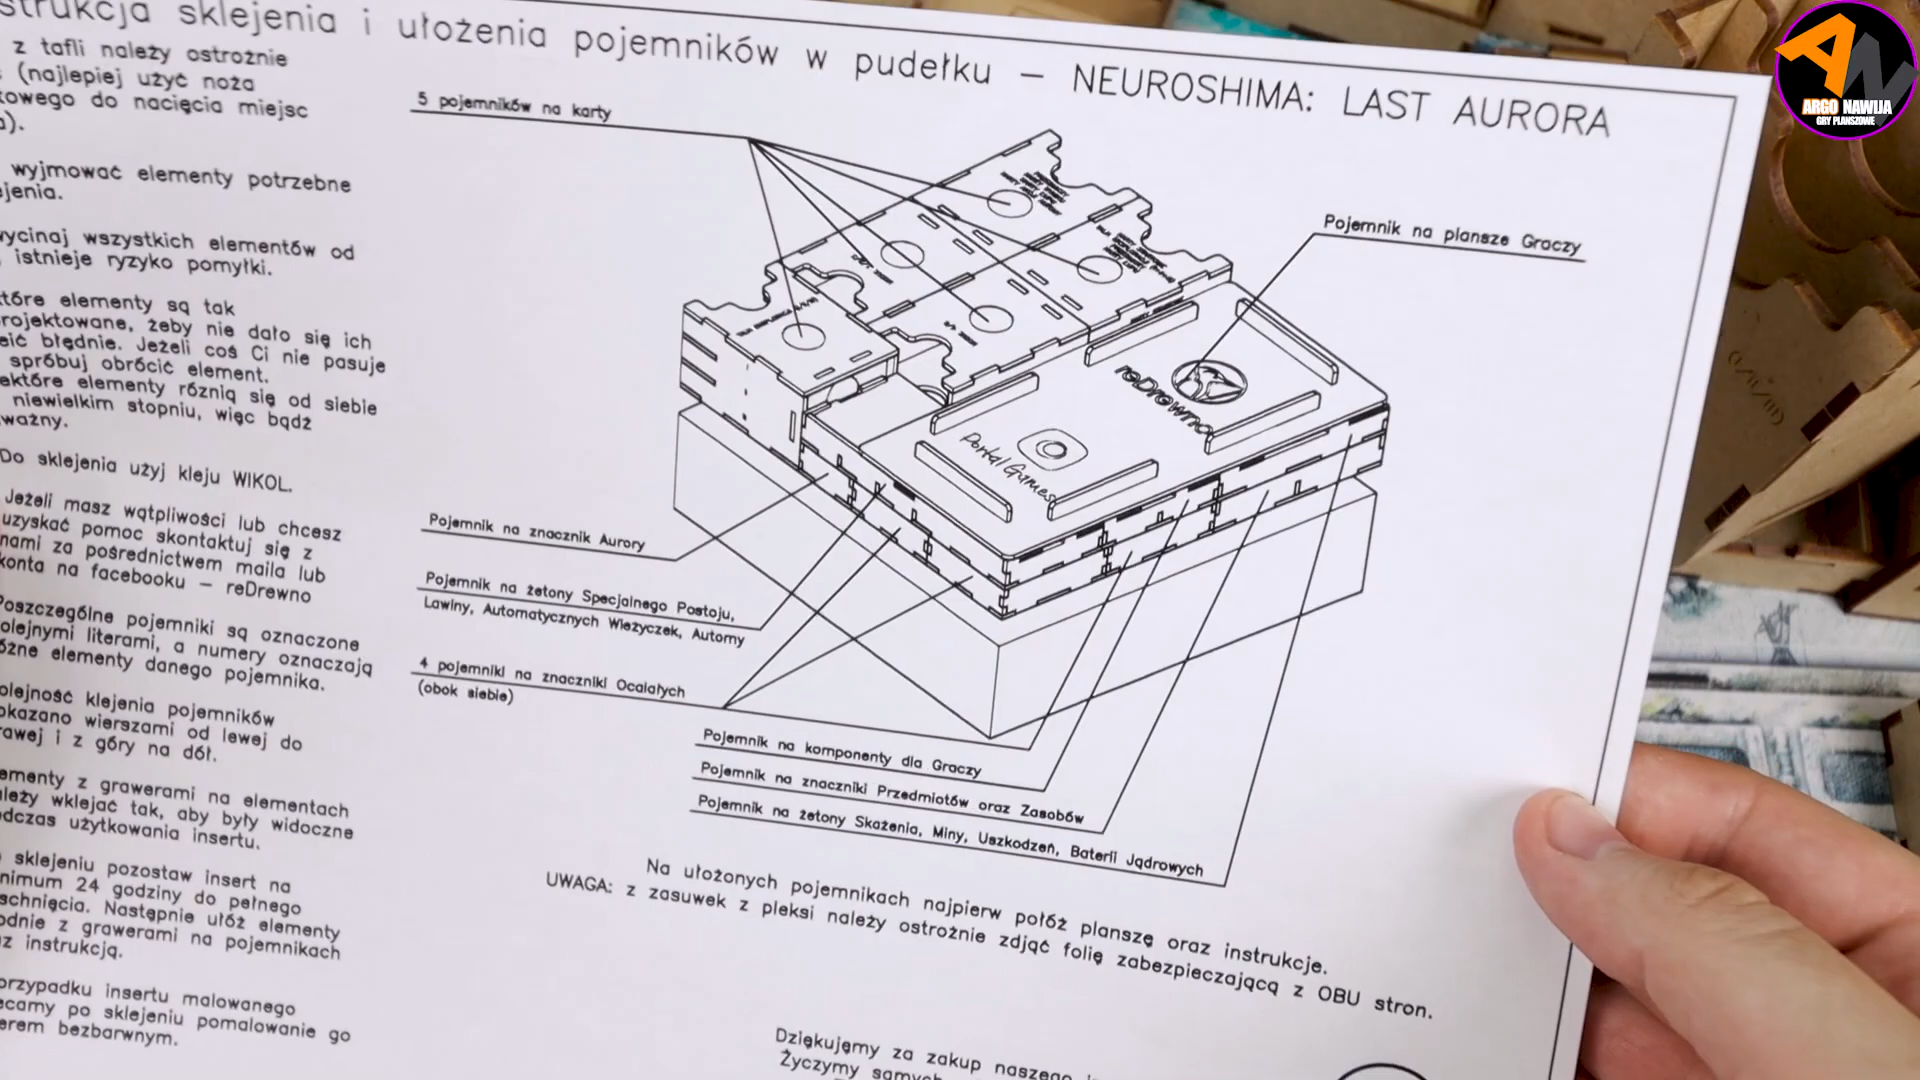 strukcja sklejenia i ułożenia pojemników w pudełku – NEUROSHIMA: LAST AURORA
z tafli należy ostrożnie
(najlepiej użyć noża
kowego do nacięcia miejsc
a).
wyjmować elementy potrzebne
ejenia.
wycinaj wszystkich elementów od
, istnieje ryzyko pomyłki.
które elementy są tak
rojektowane, żeby nie dało się ich
eić błędnie. Jeżeli coś Ci nie pasuje
spróbuj obrócić element.
ektóre elementy różnią się od siebie
niewielkim stopniu, więc bądź
ważny.
Do sklejenia użyj kleju WIKOL.
Jeżeli masz wątpliwości lub chcesz
uzyskać pomoc skontaktuj się z
nami za pośrednictwem maila lub
konta na facebooku – reDrewno
Poszczególne pojemniki są oznaczone
olejnymi literami, a numery oznaczają
óżne elementy danego pojemnika.
olejność klejenia pojemników
okazano wierszami od lewej do
rawej i z góry na dół.
ementy z grawerami na elementach
ależy wklejać tak, aby były widoczne
odczas użytkowania insertu.
sklejeniu pozostaw insert na
nimum 24 godziny do pełnego
schnięcia. Następnie ułóż elementy
odnie z grawerami na pojemnikach
z instrukcją.
przypadku insertu malowanego
ecamy po sklejeniu pomalowanie go
erem bezbarwnym.
5 pojemników na karty
Pojemnik na plansze Graczy
reDrewno
Portal Games
Pojemnik na znacznik Aurory
Pojemnik na żetony Specjalnego Postoju,
Lawiny, Automatycznych Wieżyczek, Automy
4 pojemniki na znaczniki Ocalałych
(obok siebie)
Pojemnik na komponenty dla Graczy
Pojemnik na znaczniki Przedmiotów oraz Zasobów
Pojemnik na żetony Skażenia, Miny, Uszkodzeń, Baterii Jądrowych
Na ułożonych pojemnikach najpierw połóż planszę oraz instrukcje.
UWAGA: z zasuwek z pleksi należy ostrożnie zdjąć folię zabezpieczającą z OBU stron.
Dziękujemy za zakup naszego
Życzymy samych
AN
ARGO NAWIJA
GRY PLANSZOWE
(I/II/III)